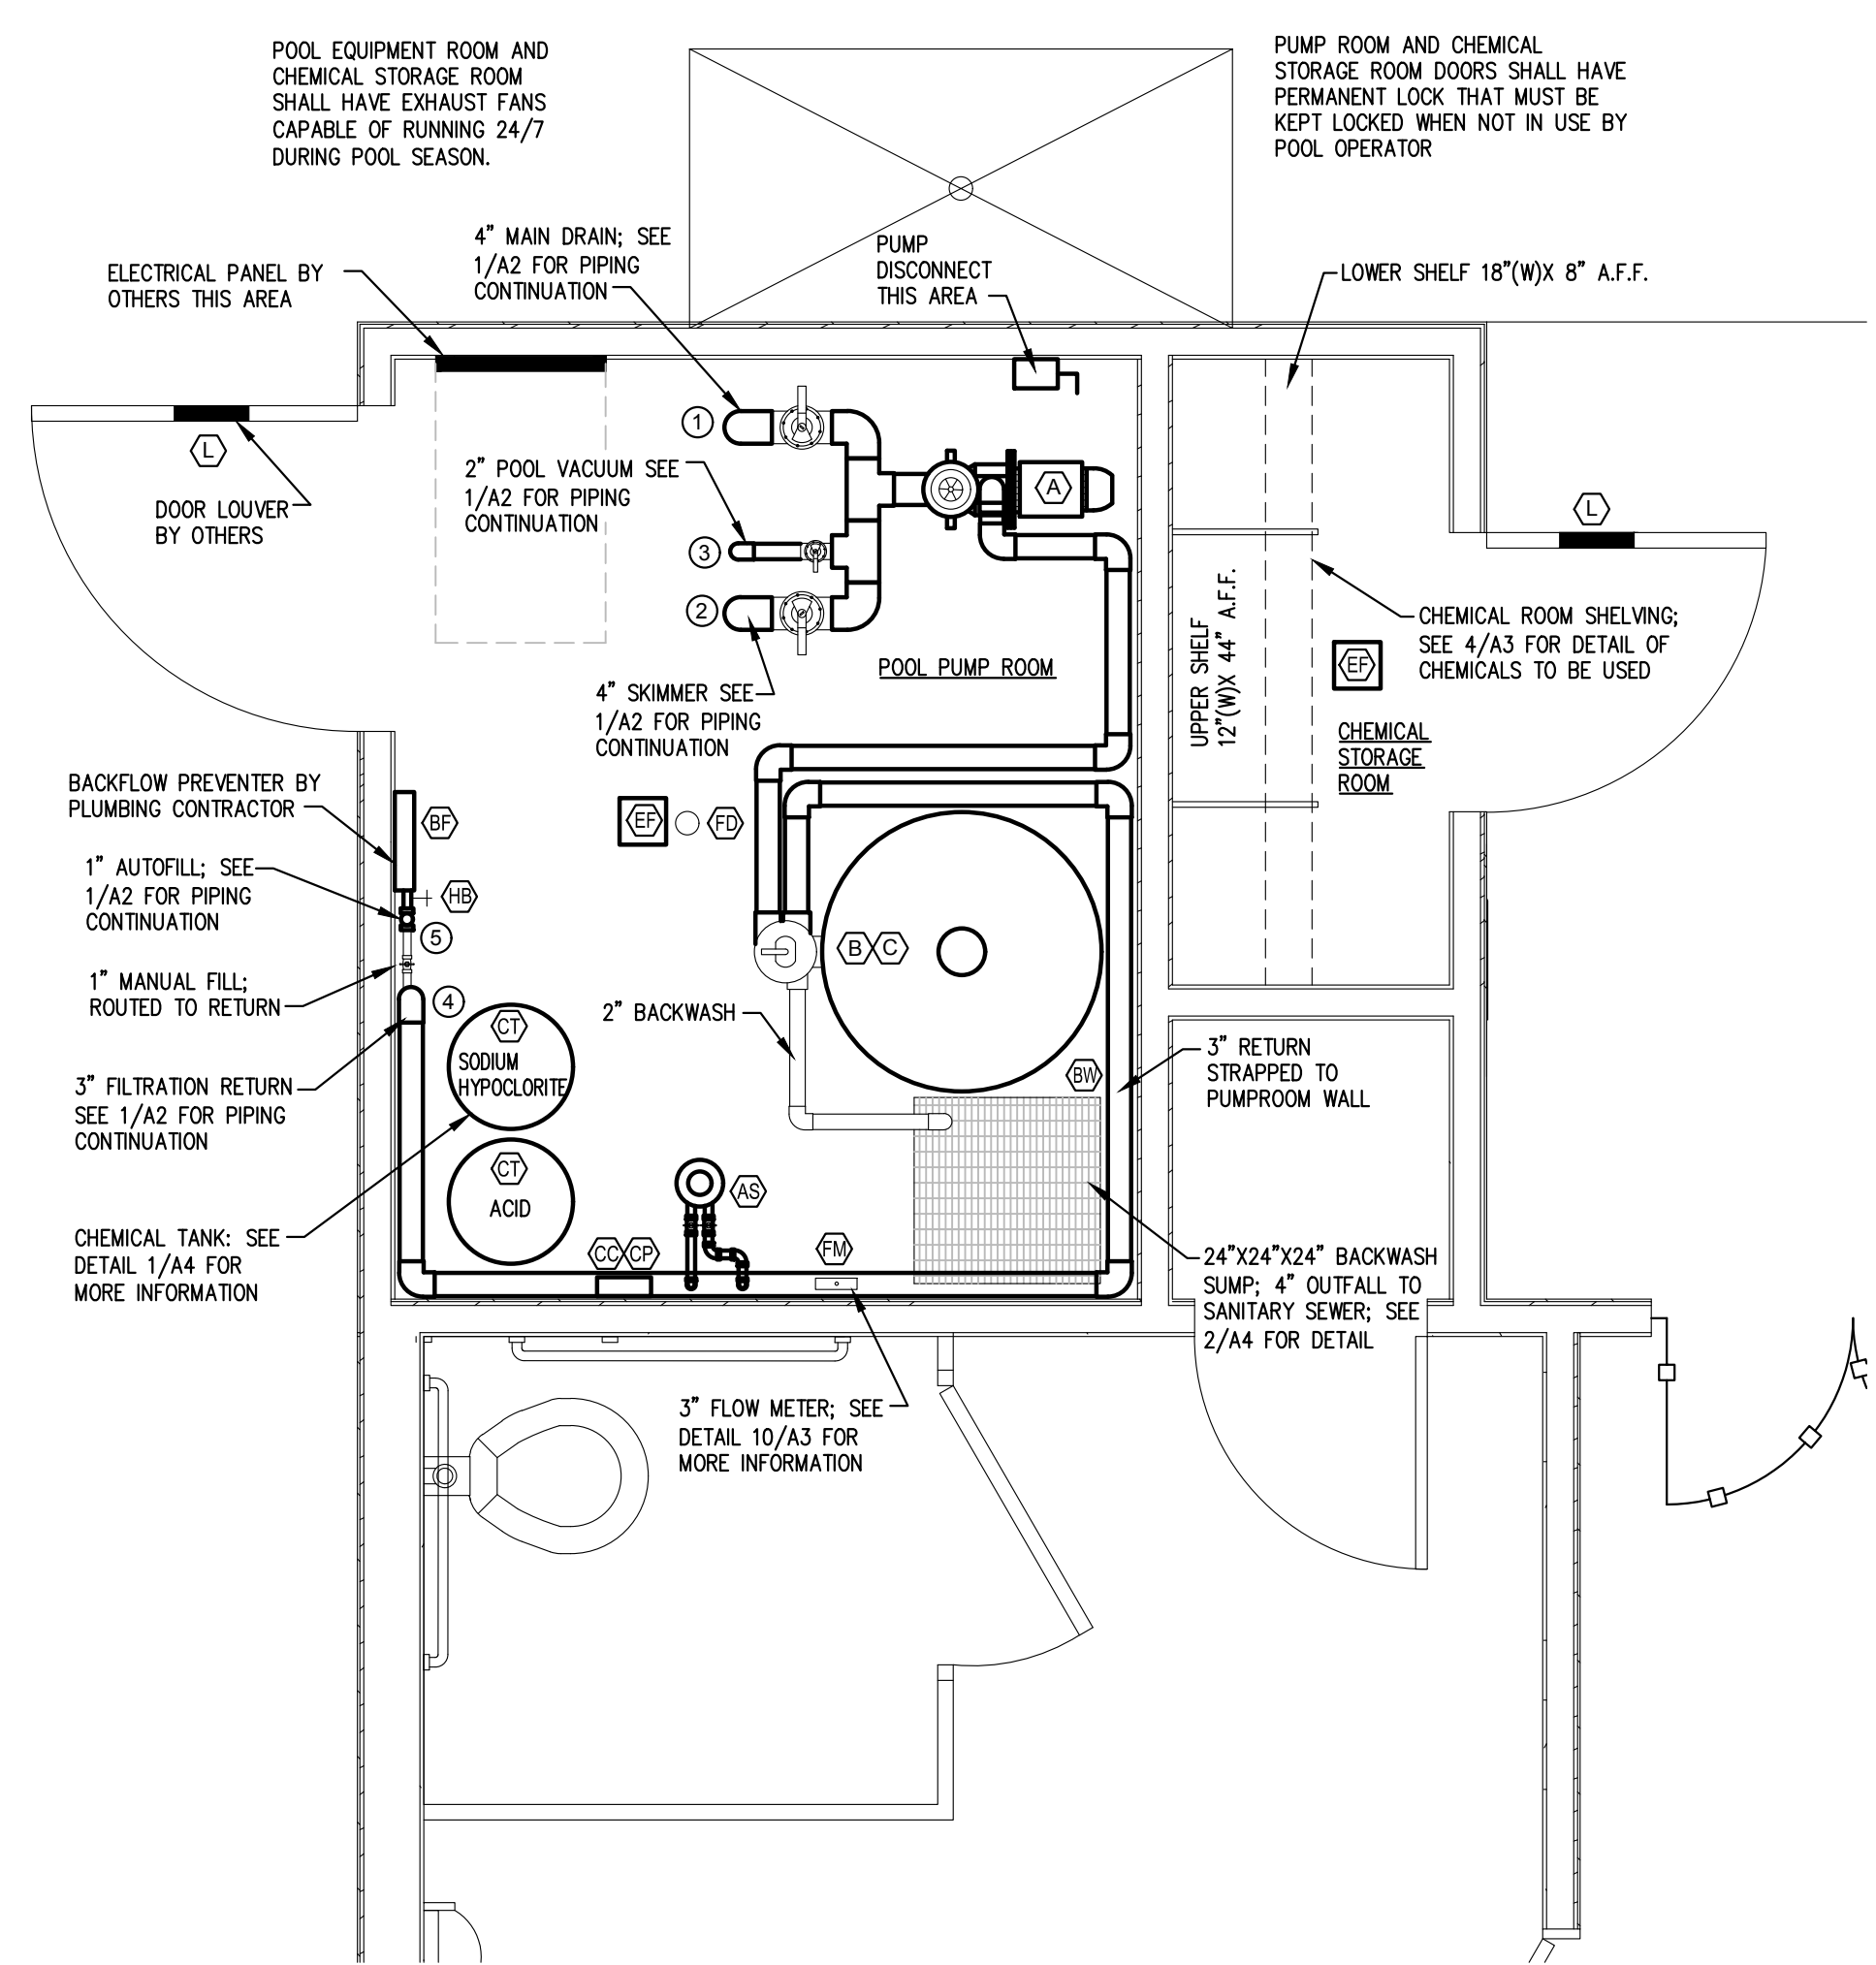 POOL EQUIPMENT ROOM AND
CHEMICAL STORAGE ROOM
SHALL HAVE EXHAUST FANS
CAPABLE OF RUNNING 24/7
DURING POOL SEASON.
PUMP ROOM AND CHEMICAL
STORAGE ROOM DOORS SHALL HAVE
PERMANENT LOCK THAT MUST BE
KEPT LOCKED WHEN NOT IN USE BY
POOL OPERATOR
4" MAIN DRAIN; SEE
1/A2 FOR PIPING
CONTINUATION
PUMP
DISCONNECT
THIS AREA
ELECTRICAL PANEL BY
OTHERS THIS AREA
LOWER SHELF 18"(W)X 8" A.F.F.
1
L
2" POOL VACUUM SEE
1/A2 FOR PIPING
CONTINUATION
A
DOOR LOUVER
BY OTHERS
L
3
2
UPPER SHELF
12"(W)X 44" A.F.F.
CHEMICAL ROOM SHELVING;
SEE 4/A3 FOR DETAIL OF
CHEMICALS TO BE USED
EF
POOL PUMP ROOM
4" SKIMMER SEE
1/A2 FOR PIPING
CONTINUATION
CHEMICAL
STORAGE
ROOM
BACKFLOW PREVENTER BY
PLUMBING CONTRACTOR
BF
EF
FD
1" AUTOFILL; SEE
1/A2 FOR PIPING
CONTINUATION
HB
5
B
C
1" MANUAL FILL;
ROUTED TO RETURN
4
2" BACKWASH
CT
SODIUM
HYPOCLORITE
3" RETURN
STRAPPED TO
PUMPROOM WALL
BW
3" FILTRATION RETURN
SEE 1/A2 FOR PIPING
CONTINUATION
CT
ACID
AS
CHEMICAL TANK: SEE
DETAIL 1/A4 FOR
MORE INFORMATION
CC
CP
FM
24"X24"X24" BACKWASH
SUMP; 4" OUTFALL TO
SANITARY SEWER; SEE
2/A4 FOR DETAIL
3" FLOW METER; SEE
DETAIL 10/A3 FOR
MORE INFORMATION